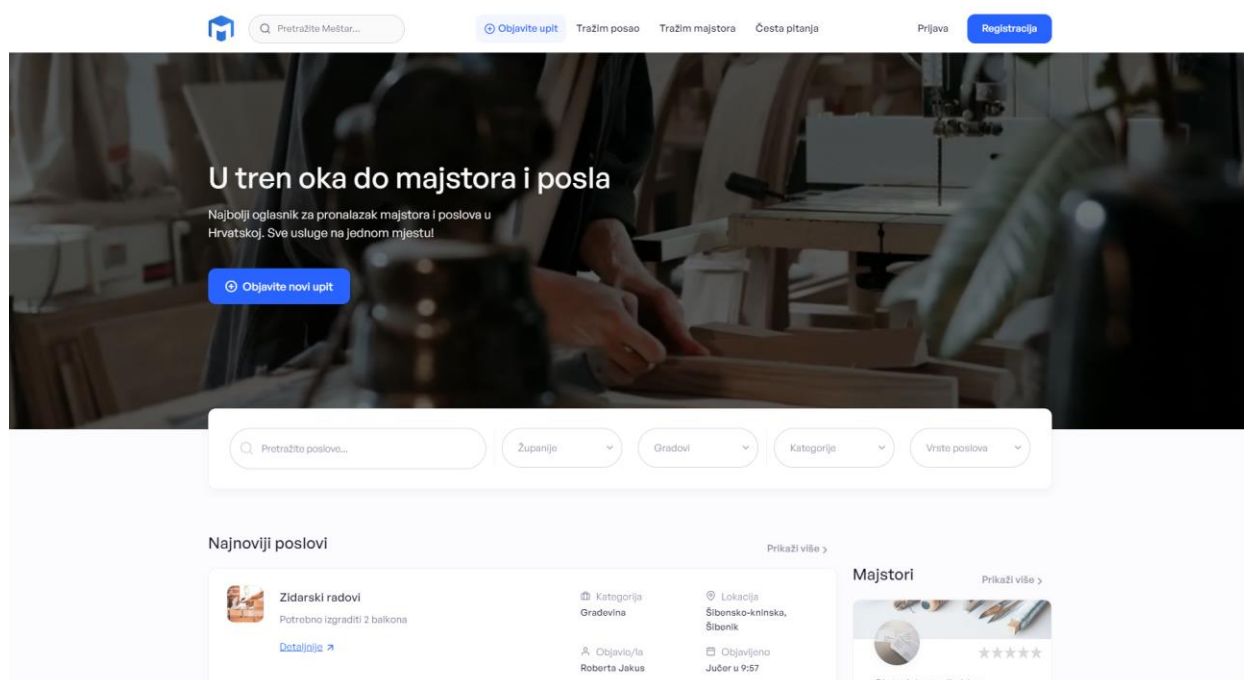 Pretražite Meštar...
Objavite upit
Tražim posao
Tražim majstora
Česta pitanja
Prijava
Registracija
U tren oka do majstora i posla
Najbolji oglasnik za pronalazak majstora i poslova u
Hrvatskoj. Sve usluge na jednom mjestu!
Objavite novi upit
Pretražite poslove...
Županije
Gradovi
Kategorije
Vrste poslova
Najnoviji poslovi
Prikaži više
Zidarski radovi
Potrebno izgraditi 2 balkona
Detaljnije
Kategorija
Građevina
Lokacija
Šibensko-kninska,
Šibenik
Objavio/la
Roberta Jakus
Objavljeno
Jučer u 9:57
Majstori
Prikaži više